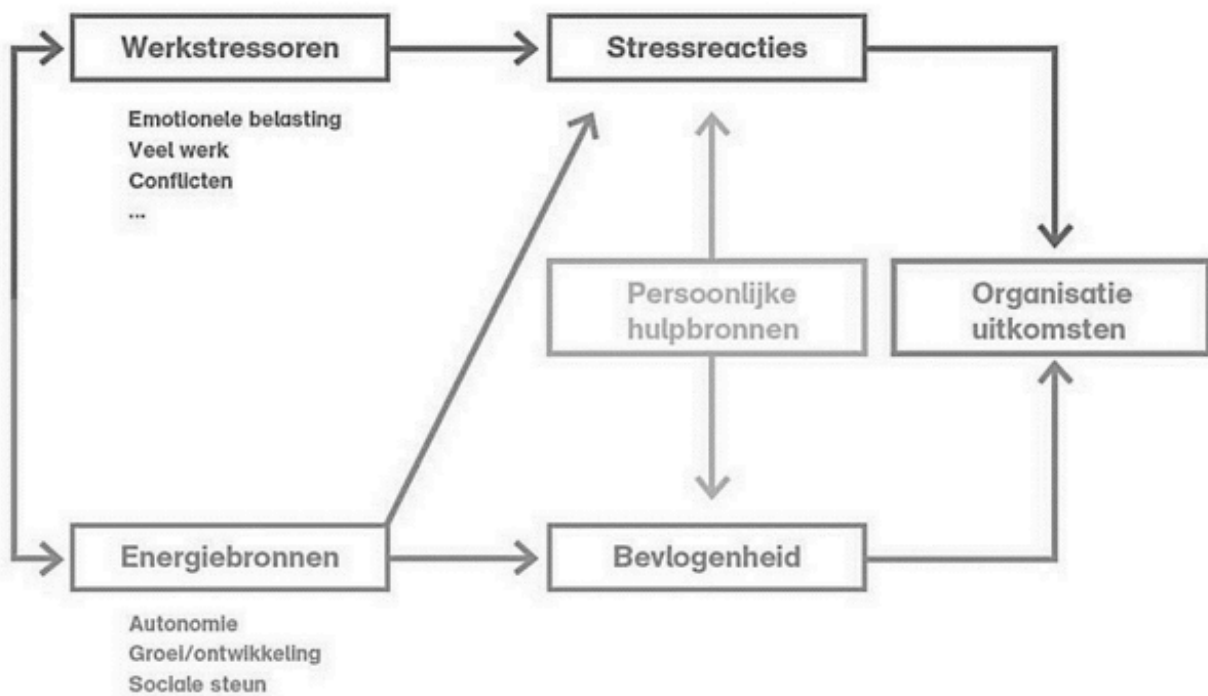 Werkstressoren
Stressreacties
Emotionele belasting
Veel werk
Conflicten
...
Persoonlijke
hulpbronnen
Organisatie
uitkomsten
Energiebronnen
Bevlogenheid
Autonomie
Groei/ontwikkeling
Sociale steun